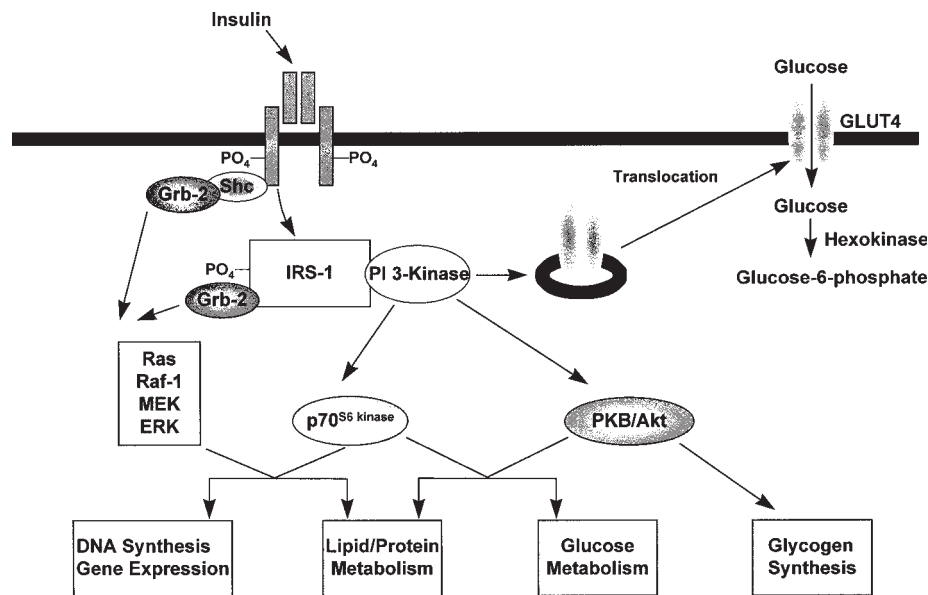 Insulin
Glucose
GLUT4
PO4
PO4
Shc
Grb-2
Translocation
Glucose
Hexokinase
Glucose-6-phosphate
PO4
IRS-1
PI 3-Kinase
Grb-2
Ras
Raf-1
MEK
ERK
p70S6 kinase
PKB/Akt
DNA Synthesis
Gene Expression
Lipid/Protein
Metabolism
Glucose
Metabolism
Glycogen
Synthesis